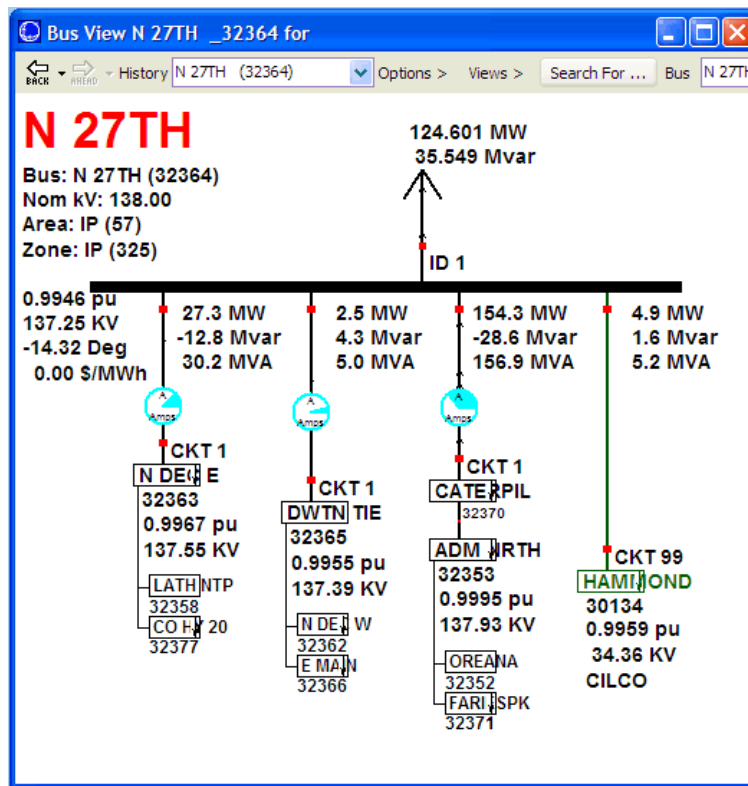 Bus View N 27TH _32364 for
BACK AHEAD History N 27TH (32364) Options > Views > Search For ... Bus N 27TH
N 27TH
Bus: N 27TH (32364)
Nom kV: 138.00
Area: IP (57)
Zone: IP (325)
124.601 MW
35.549 Mvar
ID 1
0.9946 pu
137.25 KV
-14.32 Deg
0.00 $/MWh
27.3 MW
-12.8 Mvar
30.2 MVA
2.5 MW
4.3 Mvar
5.0 MVA
154.3 MW
-28.6 Mvar
156.9 MVA
4.9 MW
1.6 Mvar
5.2 MVA
A
Amps
A
Amps
A
Amps
CKT 1
32363
0.9967 pu
137.55 KV
LATH NTP
32358
32377
CKT 1
DWTN TIE
32365
0.9955 pu
137.39 KV
32362
E MAIN
32366
CKT 1
CATERPIL
32370
32353
0.9995 pu
137.93 KV
OREANA
32352
32371
CKT 99
HAMMOND
30134
0.9959 pu
34.36 KV
CILCO